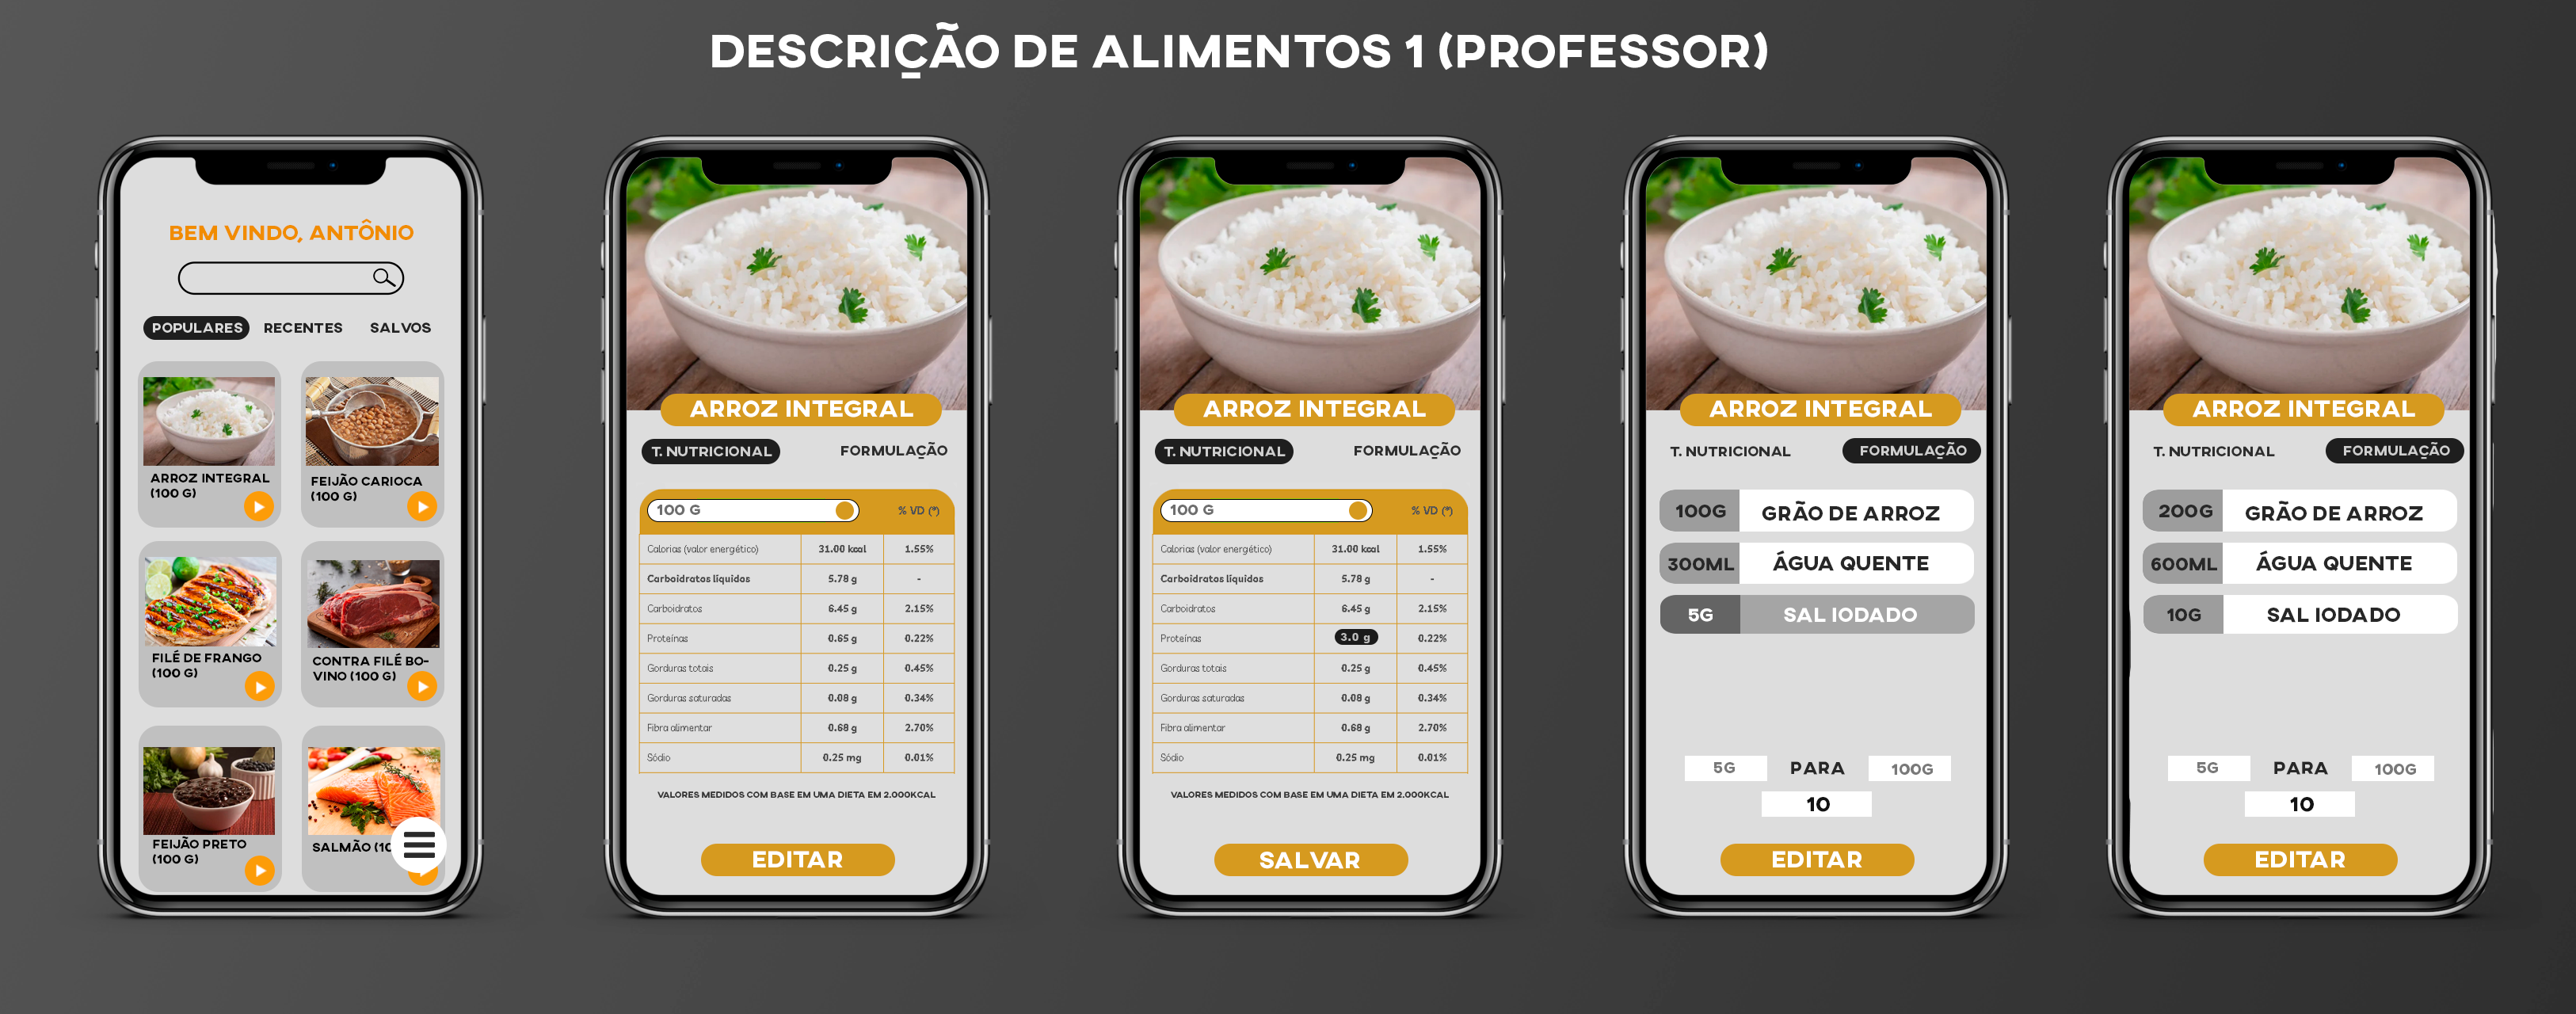 DESCRIÇÃO DE ALIMENTOS 1 (PROFESSOR)
BEM VINDO, ANTÔNIO
POPULARES RECENTES SALVOS
ARROZ INTEGRAL
(100 G)
FEIJÃO CARIOCA
(100 G)
FILÉ DE FRANGO
(100 G)
CONTRA FILÉ BO-
VINO (100 G)
FEIJÃO PRETO
(100 G)
SALMÃO (10
ARROZ INTEGRAL
T. NUTRICIONAL FORMULAÇÃO
100 G % VD (*)
Calorias (valor energético) 31.00 kcal 1.55%
Carboidratos líquidos 5.78 g -
Carboidratos 6.45 g 2.15%
Proteínas 0.65 g 0.22%
Gorduras totais 0.25 g 0.45%
Gorduras saturadas 0.08 g 0.34%
Fibra alimentar 0.68 g 2.70%
Sódio 0.25 mg 0.01%
VALORES MEDIDOS COM BASE EM UMA DIETA EM 2.000KCAL
EDITAR
ARROZ INTEGRAL
T. NUTRICIONAL FORMULAÇÃO
100 G % VD (*)
Calorias (valor energético) 31.00 kcal 1.55%
Carboidratos líquidos 5.78 g -
Carboidratos 6.45 g 2.15%
Proteínas 3.0 g 0.22%
Gorduras totais 0.25 g 0.45%
Gorduras saturadas 0.08 g 0.34%
Fibra alimentar 0.68 g 2.70%
Sódio 0.25 mg 0.01%
VALORES MEDIDOS COM BASE EM UMA DIETA EM 2.000KCAL
SALVAR
ARROZ INTEGRAL
T. NUTRICIONAL FORMULAÇÃO
100G GRÃO DE ARROZ
300ML ÁGUA QUENTE
5G SAL IODADO
5G PARA 100G
10
EDITAR
ARROZ INTEGRAL
T. NUTRICIONAL FORMULAÇÃO
200G GRÃO DE ARROZ
600ML ÁGUA QUENTE
10G SAL IODADO
5G PARA 100G
10
EDITAR